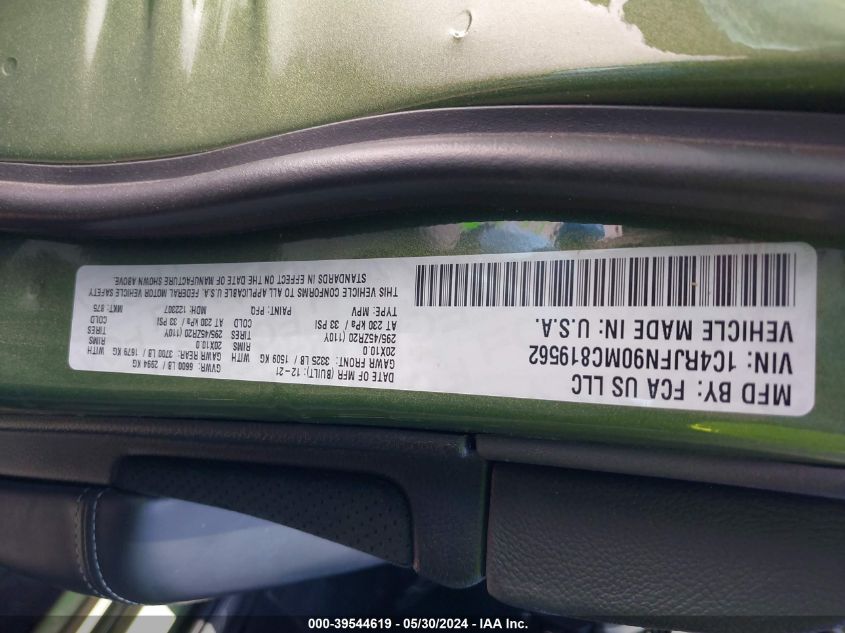 MFD BY: FCA US LLC
VIN: 1C4RJFN90MC819562
VEHICLE MADE IN: U.S.A.
DATE OF MFR (BUILT): 12-21
GVWR: 6600 LB / 2994 KG
GAWR FRONT: 3325 LB / 1509 KG WITH
GAWR REAR: 3700 LB / 1679 KG WITH
20X10.0 RIMS
20X10.0 RIMS
295/45ZR20 (110Y) TIRES
295/45ZR20 (110Y) TIRES
AT 230 kPa / 33 PSI COLD
AT 230 kPa / 33 PSI COLD
TYPE: MPV PAINT: PFQ MDH: 122307 MKT: 875
THIS VEHICLE CONFORMS TO ALL APPLICABLE U.S.A. FEDERAL MOTOR VEHICLE SAFETY
STANDARDS IN EFFECT ON THE DATE OF MANUFACTURE SHOWN ABOVE.
000-39544619 - 05/30/2024 - IAA Inc.